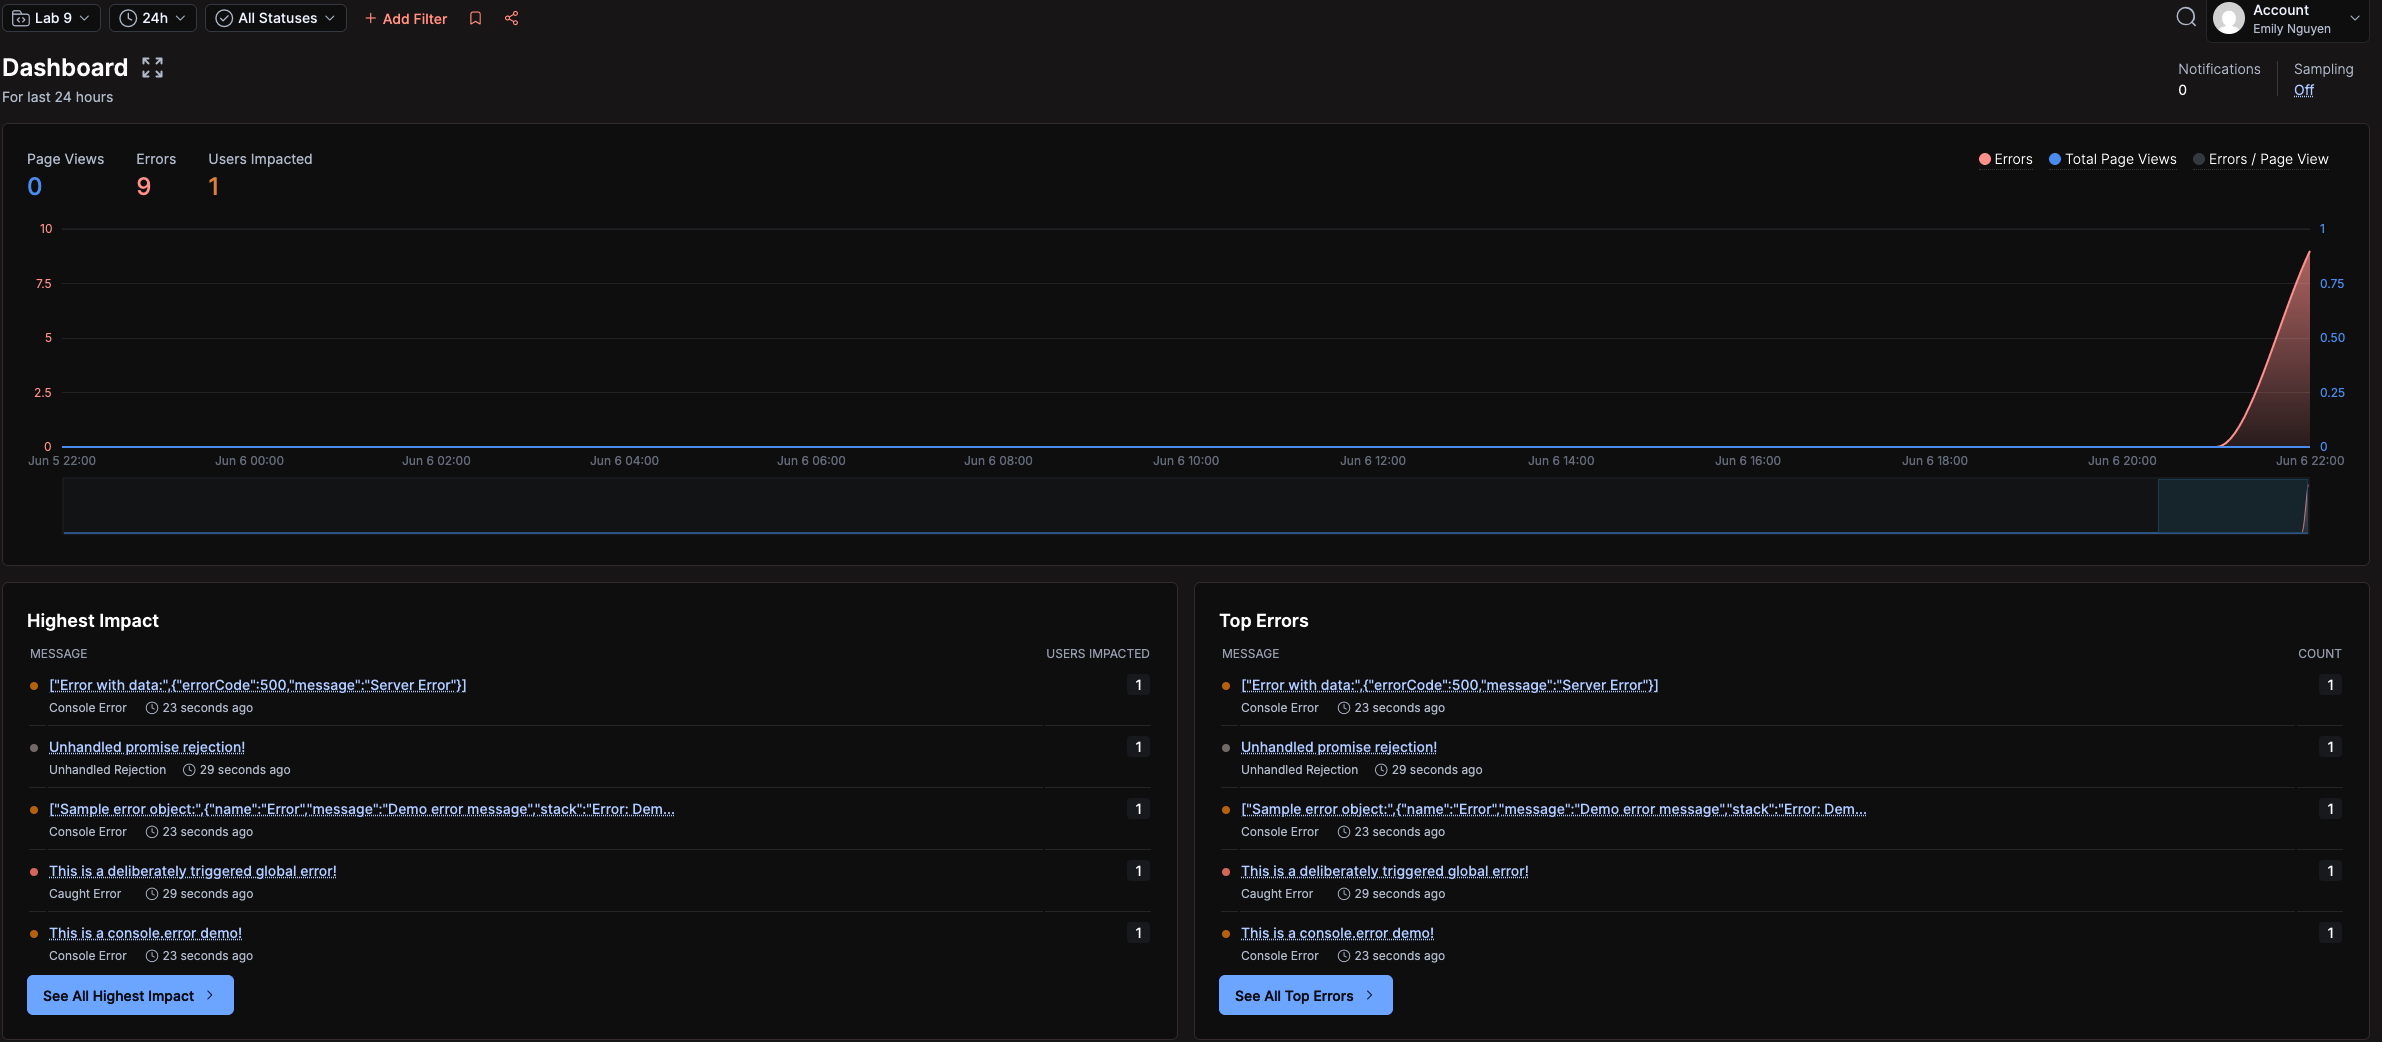 Lab 9
24h
All Statuses
+ Add Filter
Account
Emily Nguyen
Dashboard
For last 24 hours
Notifications
0
Sampling
Off
Page Views
0
Errors
9
Users Impacted
1
Errors
Total Page Views
Errors / Page View
10
7.5
5
2.5
0
1
0.75
0.50
0.25
0
Jun 5 22:00
Jun 6 00:00
Jun 6 02:00
Jun 6 04:00
Jun 6 06:00
Jun 6 08:00
Jun 6 10:00
Jun 6 12:00
Jun 6 14:00
Jun 6 16:00
Jun 6 18:00
Jun 6 20:00
Jun 6 22:00
Highest Impact
MESSAGE USERS IMPACTED
["Error with data:",{"errorCode":500,"message":"Server Error"}] 1
Console Error 23 seconds ago
Unhandled promise rejection! 1
Unhandled Rejection 29 seconds ago
["Sample error object:",{"name":"Error","message":"Demo error message","stack":"Error: Dem... 1
Console Error 23 seconds ago
This is a deliberately triggered global error! 1
Caught Error 29 seconds ago
This is a console.error demo! 1
Console Error 23 seconds ago
See All Highest Impact
Top Errors
MESSAGE COUNT
["Error with data:",{"errorCode":500,"message":"Server Error"}] 1
Console Error 23 seconds ago
Unhandled promise rejection! 1
Unhandled Rejection 29 seconds ago
["Sample error object:",{"name":"Error","message":"Demo error message","stack":"Error: Dem... 1
Console Error 23 seconds ago
This is a deliberately triggered global error! 1
Caught Error 29 seconds ago
This is a console.error demo! 1
Console Error 23 seconds ago
See All Top Errors